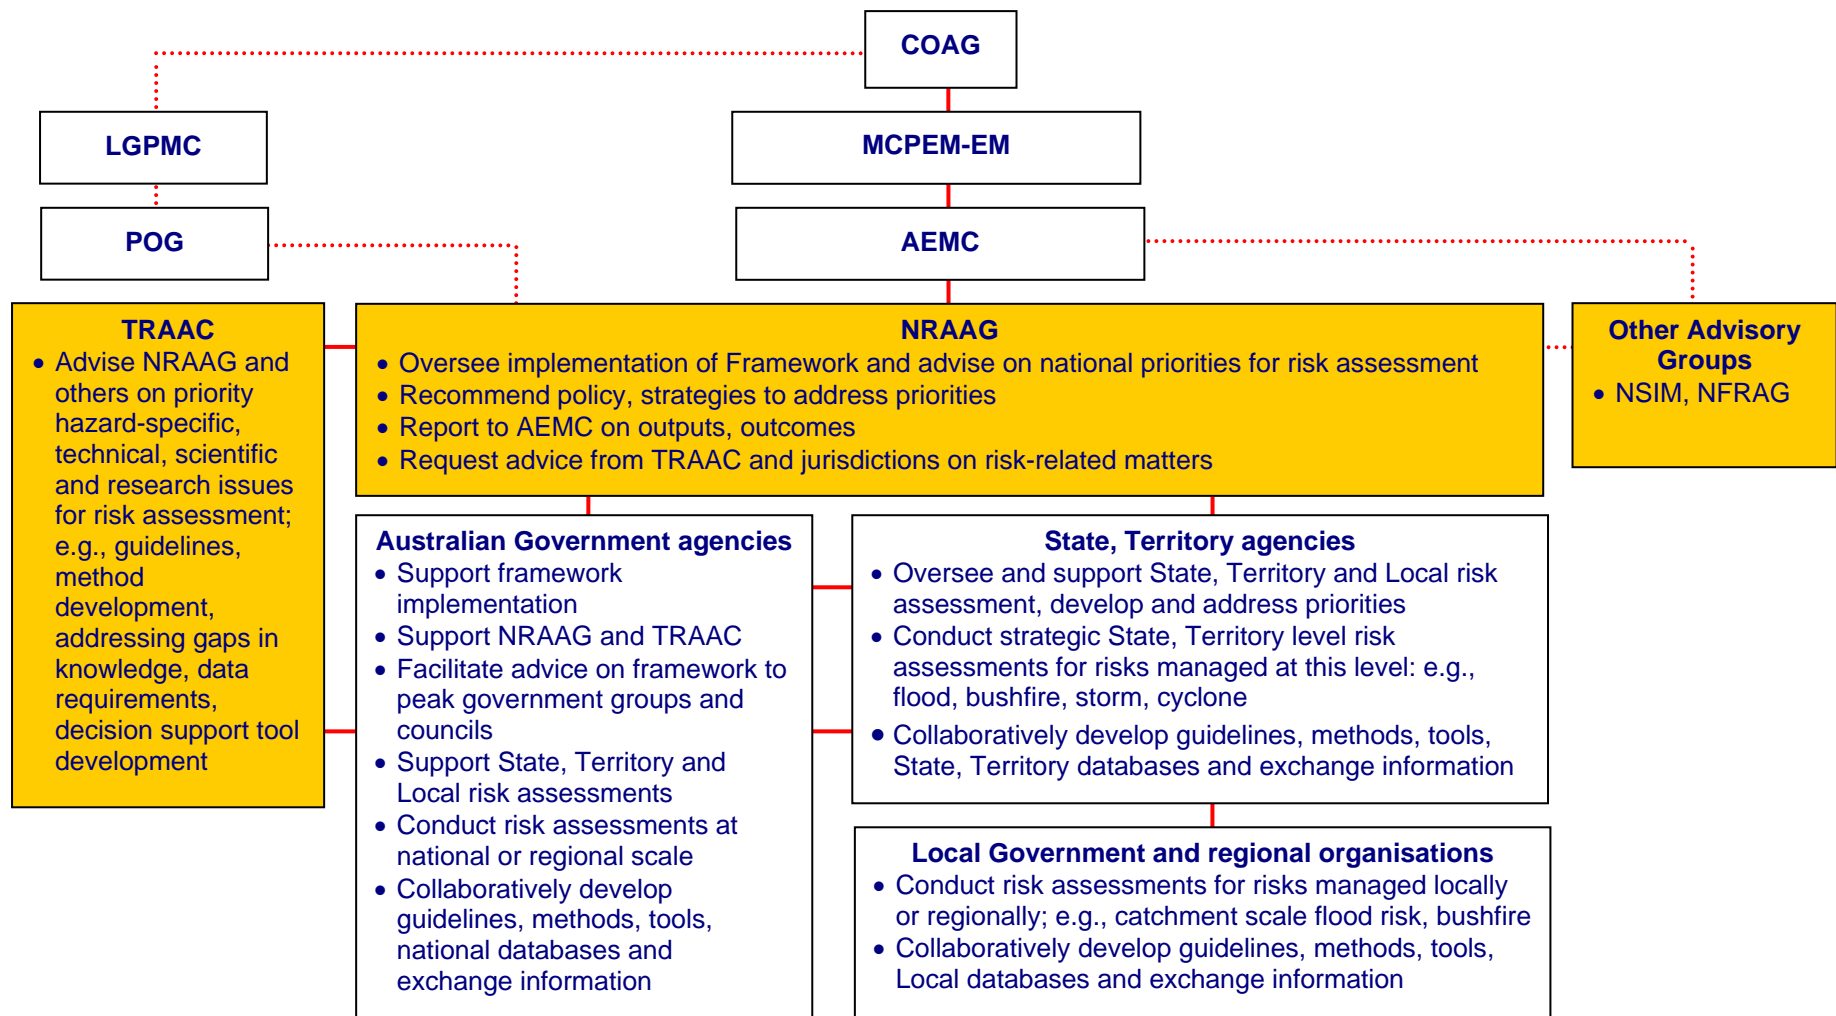 COAG
LGPMC
MCPEM-EM
POG
AEMC
TRAAC
• Advise NRAAG and
others on priority
hazard-specific,
technical, scientific
and research issues
for risk assessment;
e.g., guidelines,
method
development,
addressing gaps in
knowledge, data
requirements,
decision support tool
development
NRAAG
• Oversee implementation of Framework and advise on national priorities for risk assessment
• Recommend policy, strategies to address priorities
• Report to AEMC on outputs, outcomes
• Request advice from TRAAC and jurisdictions on risk-related matters
Other Advisory
Groups
• NSIM, NFRAG
Australian Government agencies
• Support framework
implementation
• Support NRAAG and TRAAC
• Facilitate advice on framework to
peak government groups and
councils
• Support State, Territory and
Local risk assessments
• Conduct risk assessments at
national or regional scale
• Collaboratively develop
guidelines, methods, tools,
national databases and
exchange information
State, Territory agencies
• Oversee and support State, Territory and Local risk
assessment, develop and address priorities
• Conduct strategic State, Territory level risk
assessments for risks managed at this level: e.g.,
flood, bushfire, storm, cyclone
• Collaboratively develop guidelines, methods, tools,
State, Territory databases and exchange information
Local Government and regional organisations
• Conduct risk assessments for risks managed locally
or regionally; e.g., catchment scale flood risk, bushfire
• Collaboratively develop guidelines, methods, tools,
Local databases and exchange information